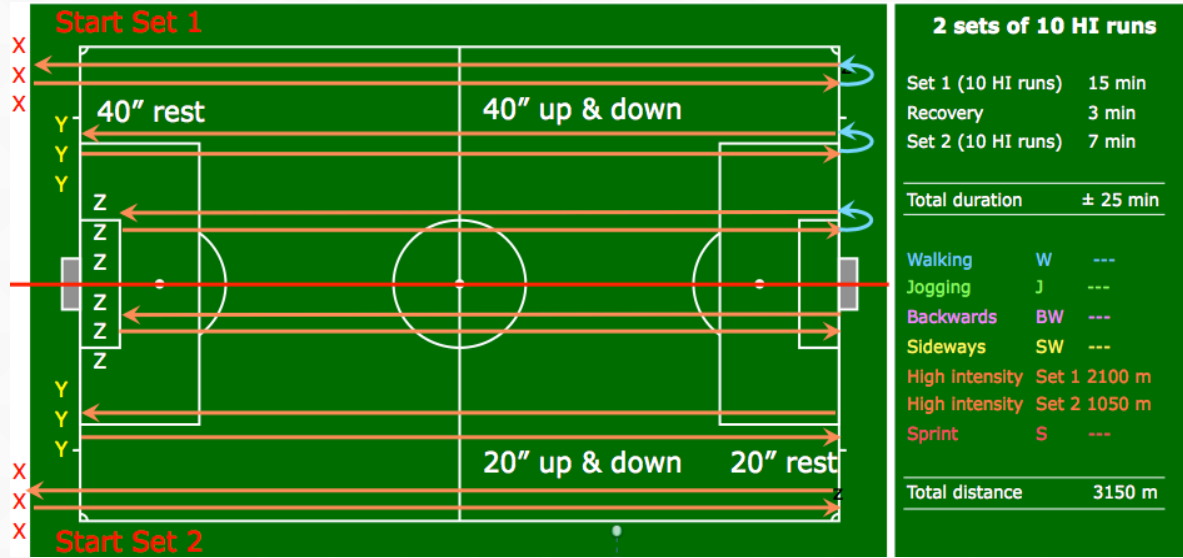 Start Set 1
X
X
X
40” rest
40” up & down
Y
Y
Y
Z
Z
Z
Z
Z
Z
Y
Y
Y
20” up & down
20” rest
X
X
X
z
Start Set 2
2 sets of 10 HI runs
Set 1 (10 HI runs) 15 min
Recovery 3 min
Set 2 (10 HI runs) 7 min
Total duration ± 25 min
Walking W ---
Jogging J ---
Backwards BW ---
Sideways SW ---
High intensity Set 1 2100 m
High intensity Set 2 1050 m
Sprint S ---
Total distance 3150 m